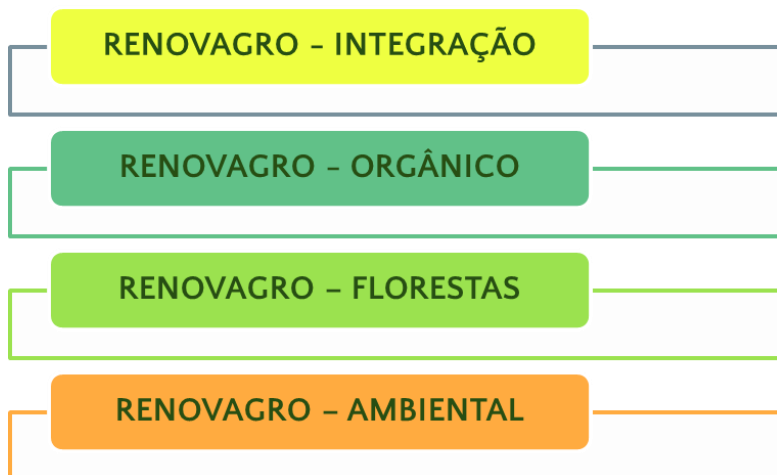 RENOVAGRO – INTEGRAÇÃO
RENOVAGRO – ORGÂNICO
RENOVAGRO – FLORESTAS
RENOVAGRO – AMBIENTAL